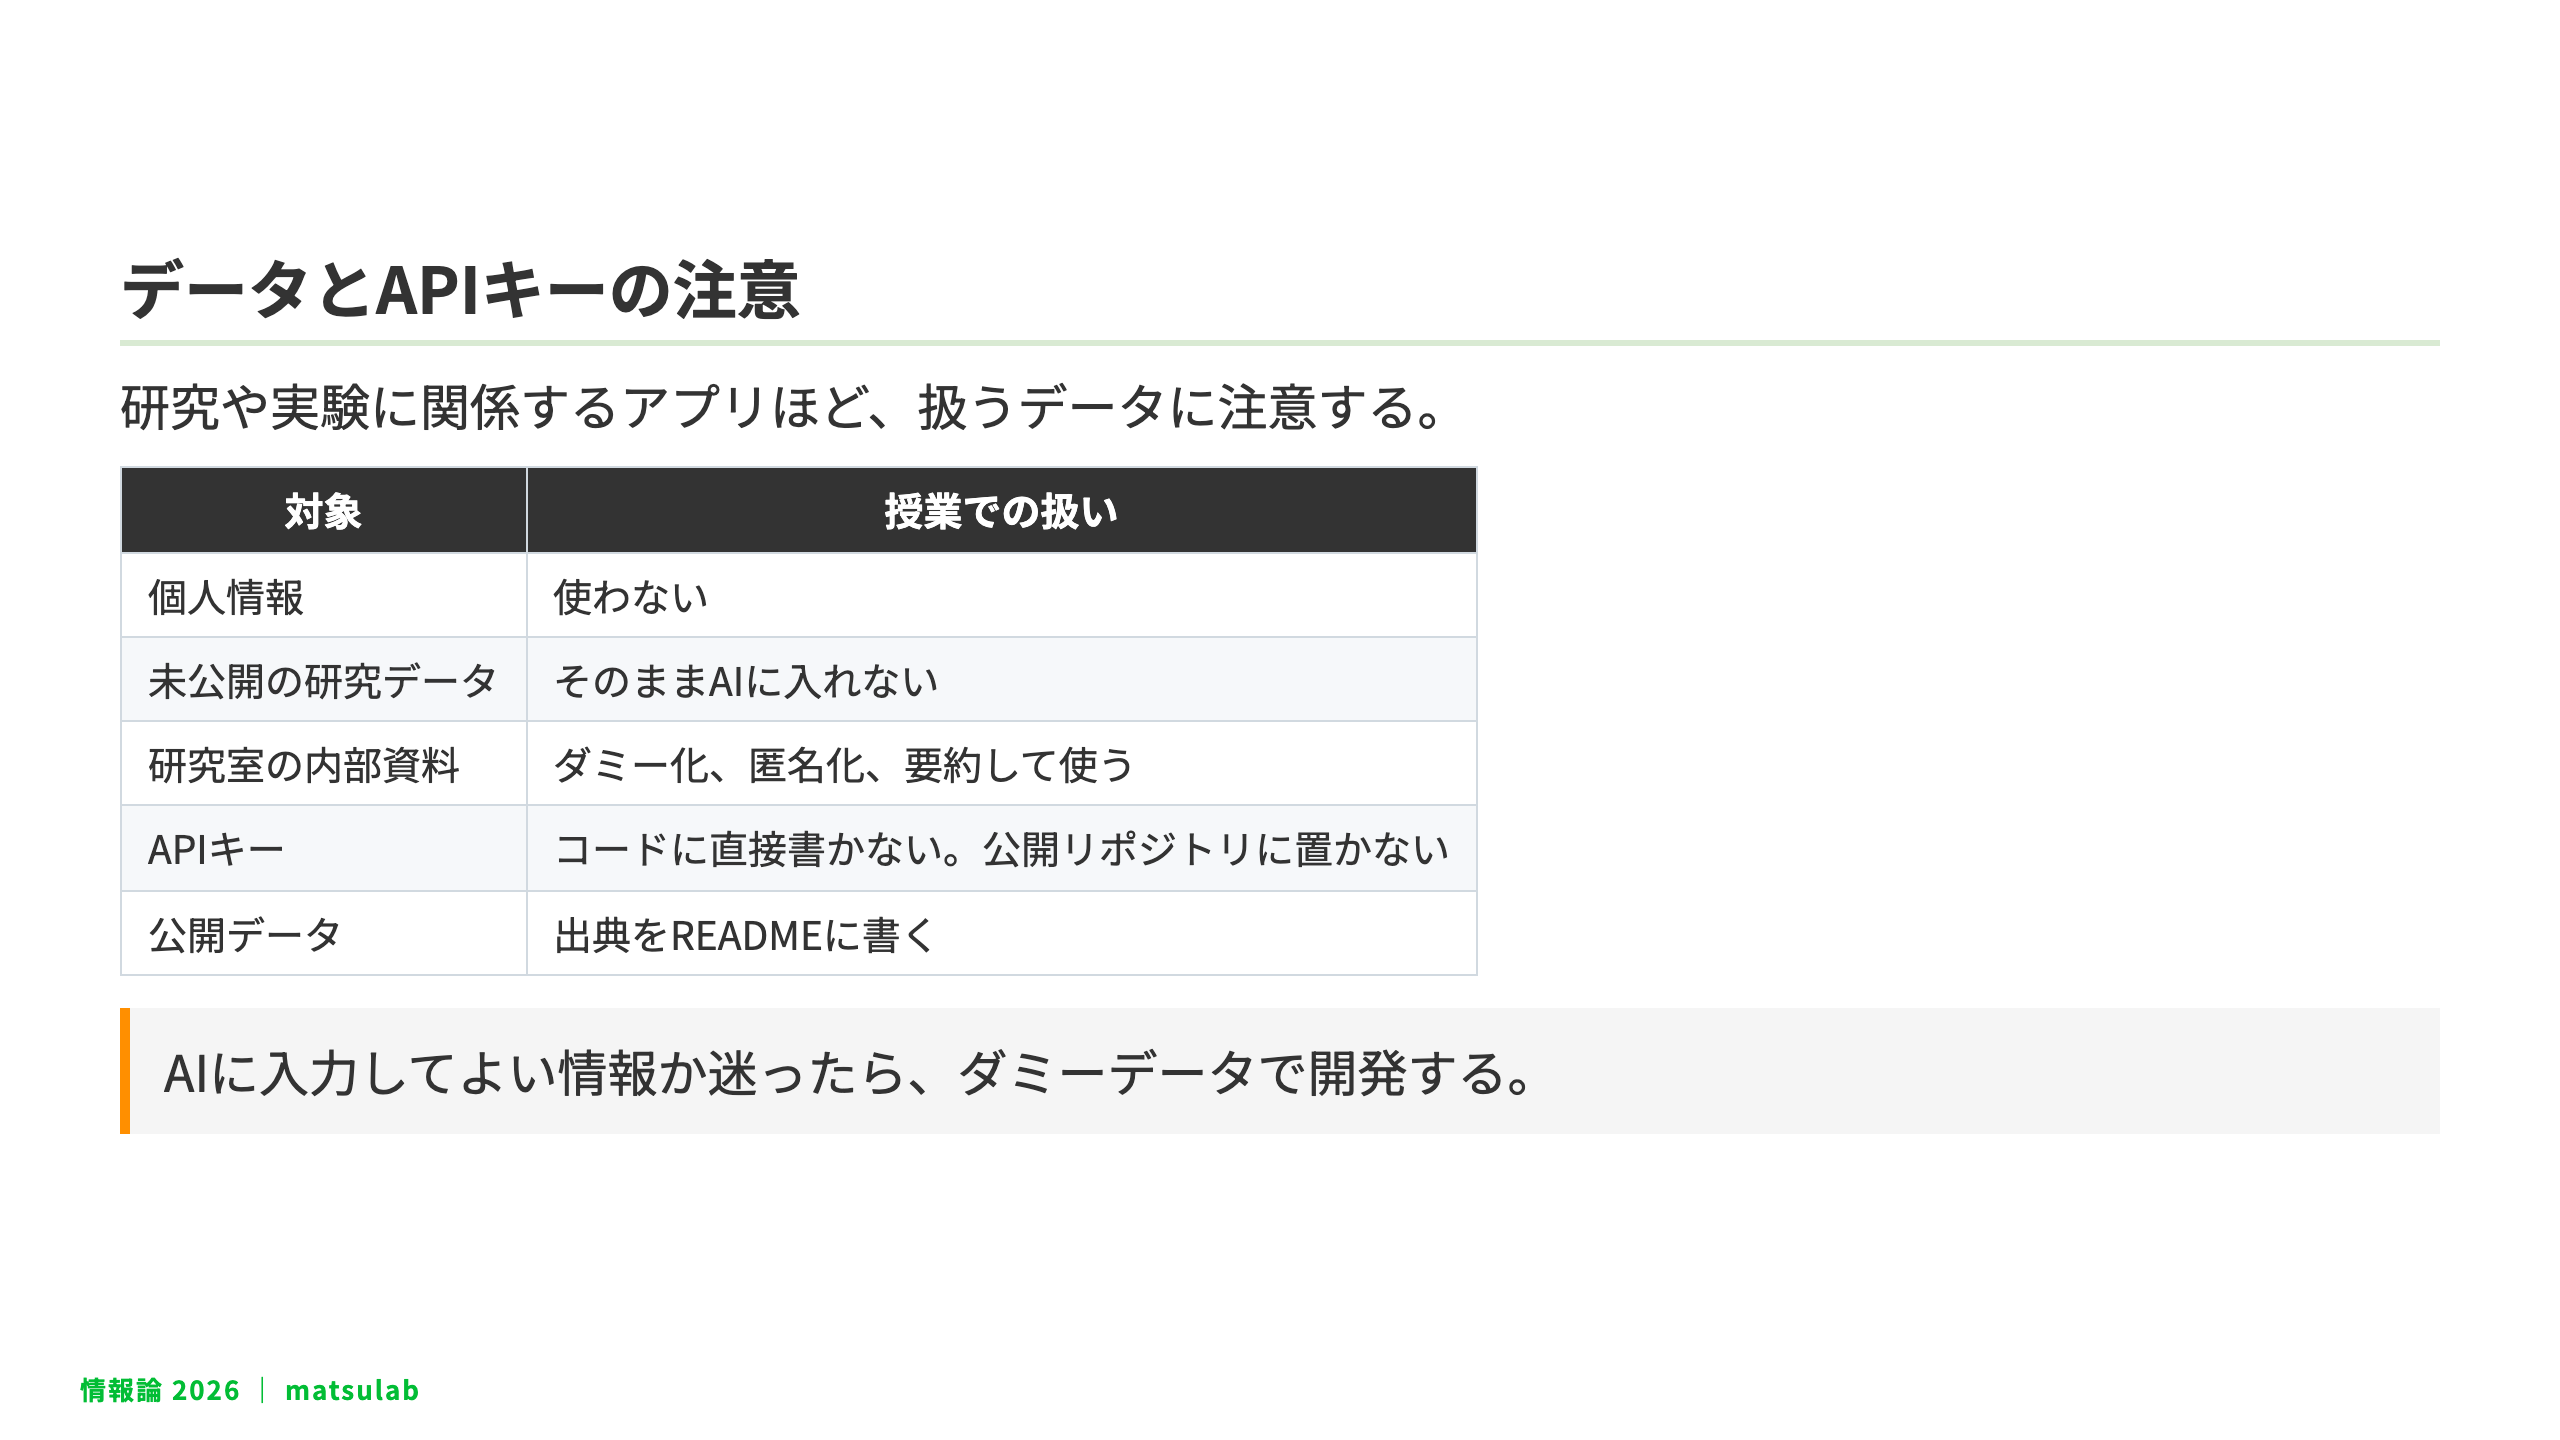 データとAPIキーの注意
研究や実験に関係するアプリほど、扱うデータに注意する。
対象 授業での扱い
個人情報 使わない
未公開の研究データ そのままAIに入れない
研究室の内部資料 ダミー化、匿名化、要約して使う
APIキー コードに直接書かない。公開リポジトリに置かない
公開データ 出典をREADMEに書く
AIに入力してよい情報か迷ったら、ダミーデータで開発する。
情報論 2026 ｜ matsulab